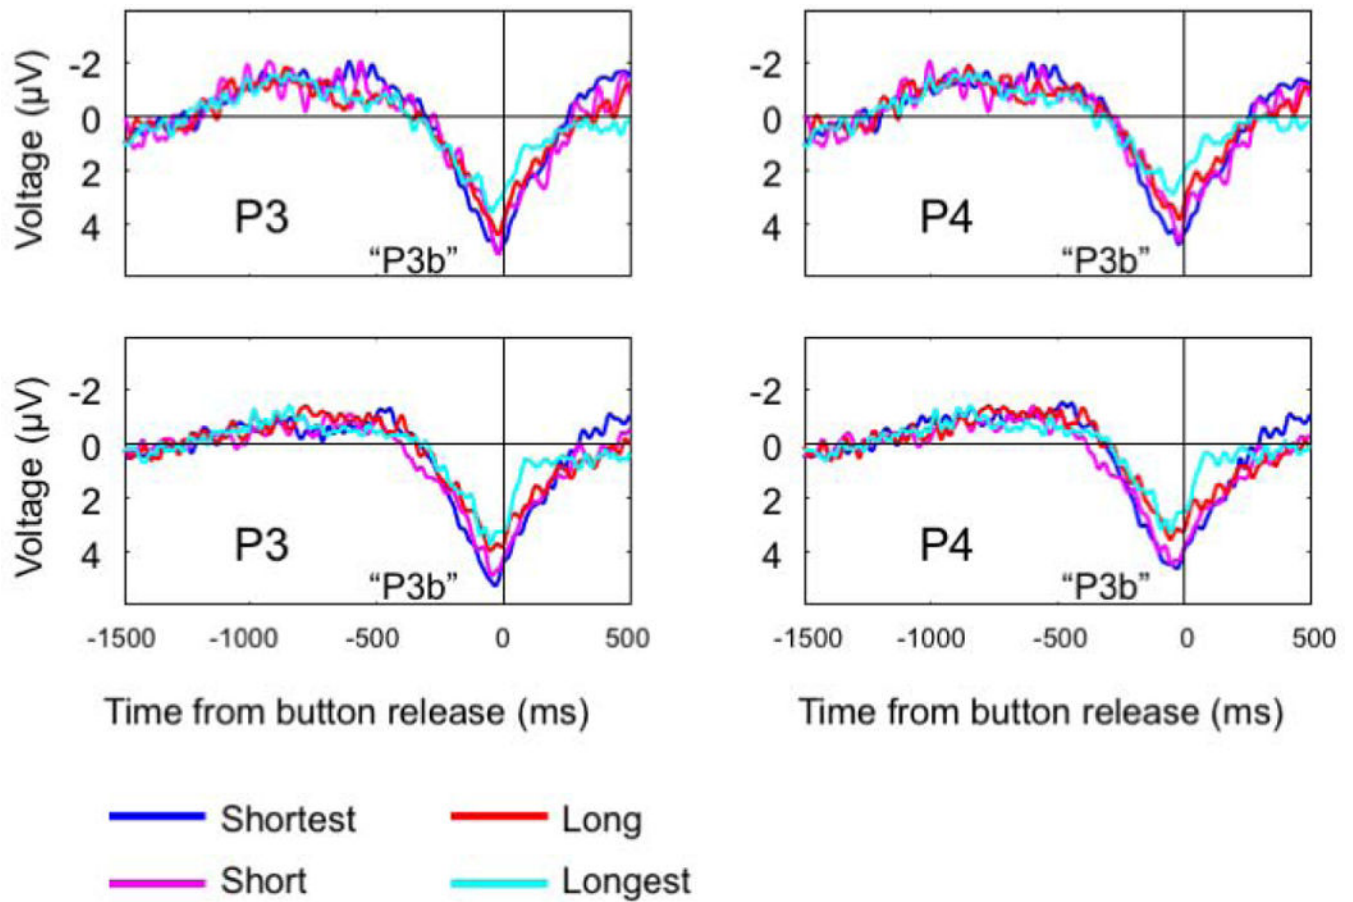 Voltage (µV)
-2
0
2
4
P3
“P3b”
-2
0
2
4
P4
“P3b”
Voltage (µV)
-2
0
2
4
P3
“P3b”
-1500 -1000 -500 0 500
Time from button release (ms)
-2
0
2
4
P4
“P3b”
-1500 -1000 -500 0 500
Time from button release (ms)
Shortest
Long
Short
Longest